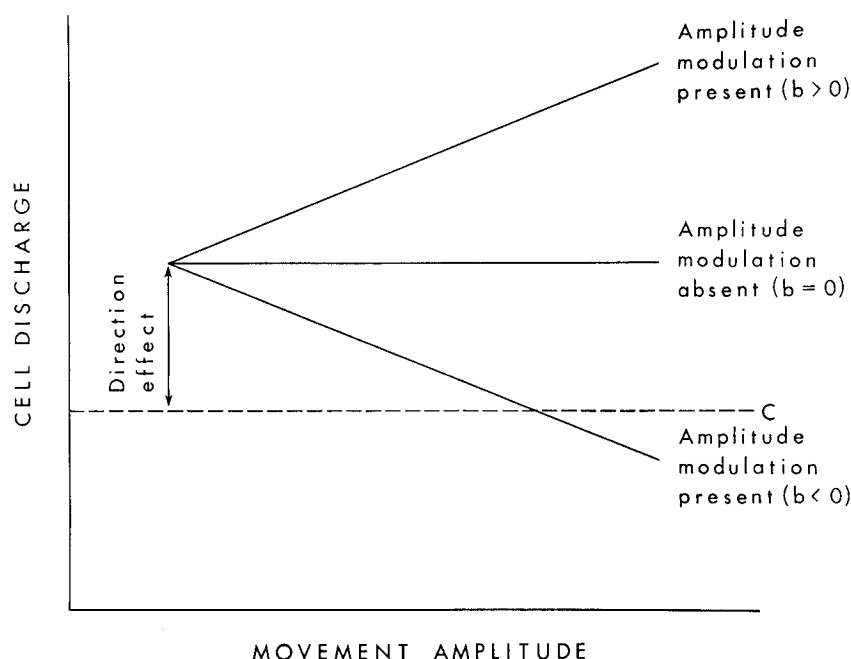 Amplitude
modulation
present (b > 0)
Amplitude
modulation
absent (b = 0)
CELL DISCHARGE
Direction
effect
C
Amplitude
modulation
present (b < 0)
MOVEMENT AMPLITUDE